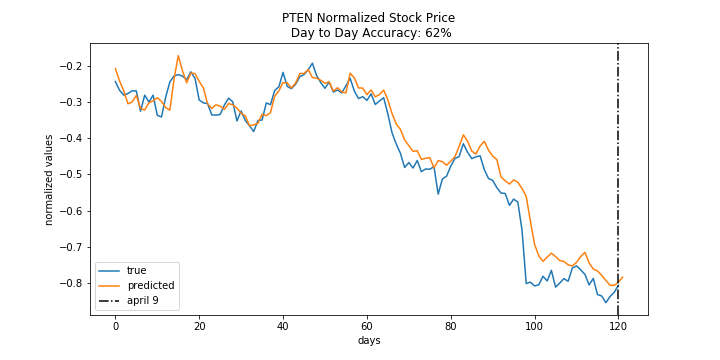 PTEN Normalized Stock Price
Day to Day Accuracy: 62%
normalized values
−0.2
−0.3
−0.4
−0.5
−0.6
−0.7
−0.8
true
predicted
april 9
0 20 40 60 80 100 120
days